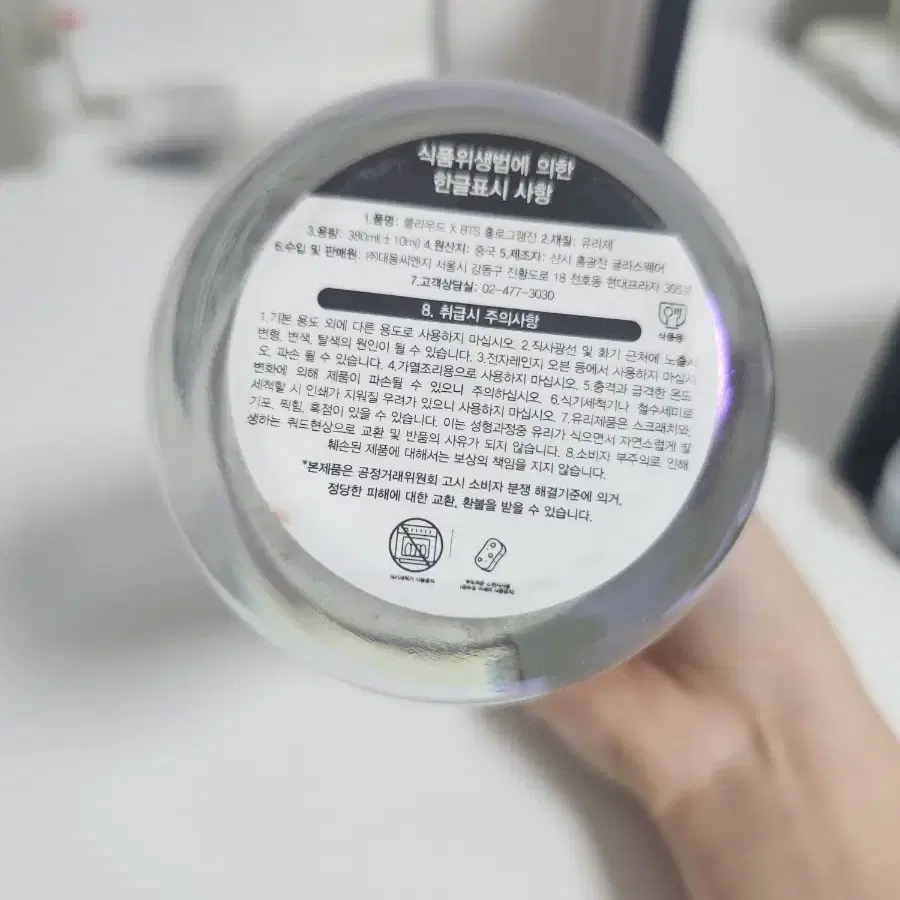 식품위생법에 의한
한글표시 사항
1.품명: 클라우드 X BTS 홀로그램잔 2.재질: 유리제
3.용량: 380ml(±10ml) 4.원산지: 중국 5.제조자: 산시 홍광잔 글라스웨어
6.수입 및 판매원: ㈜대동씨엔지 서울시 강동구 진황도로 18 천호동 현대프라자 306호
7.고객상담실: 02-477-3030
식품용
8. 취급시 주의사항
1.기본 용도 외에 다른 용도로 사용하지 마십시오. 2.직사광선 및 화기 근처에 노출시
변형, 변색, 탈색의 원인이 될 수 있습니다. 3.전자레인지 오븐 등에서 사용하지 마십시
오. 파손 될 수 있습니다. 4.가열조리용으로 사용하지 마십시오. 5.충격과 급격한 온도
변화에 의해 제품이 파손될 수 있으니 주의하십시오. 6.식기세척기나 철수세미로
세척할 시 인쇄가 지워질 우려가 있으니 사용하지 마십시오. 7.유리제품은 스크래치와,
기포, 찍힘, 흑점이 있을 수 있습니다. 이는 성형과정중 유리가 식으면서 자연스럽게 발
생하는 쿼드현상으로 교환 및 반품의 사유가 되지 않습니다. 8.소비자 부주의로 인해
훼손된 제품에 대해서는 보상의 책임을 지지 않습니다.
*본제품은 공정거래위원회 고시 소비자 분쟁 해결기준에 의거,
정당한 피해에 대한 교환, 환불을 받을 수 있습니다.
식기세척기 사용금지
부드러운 스펀지사용